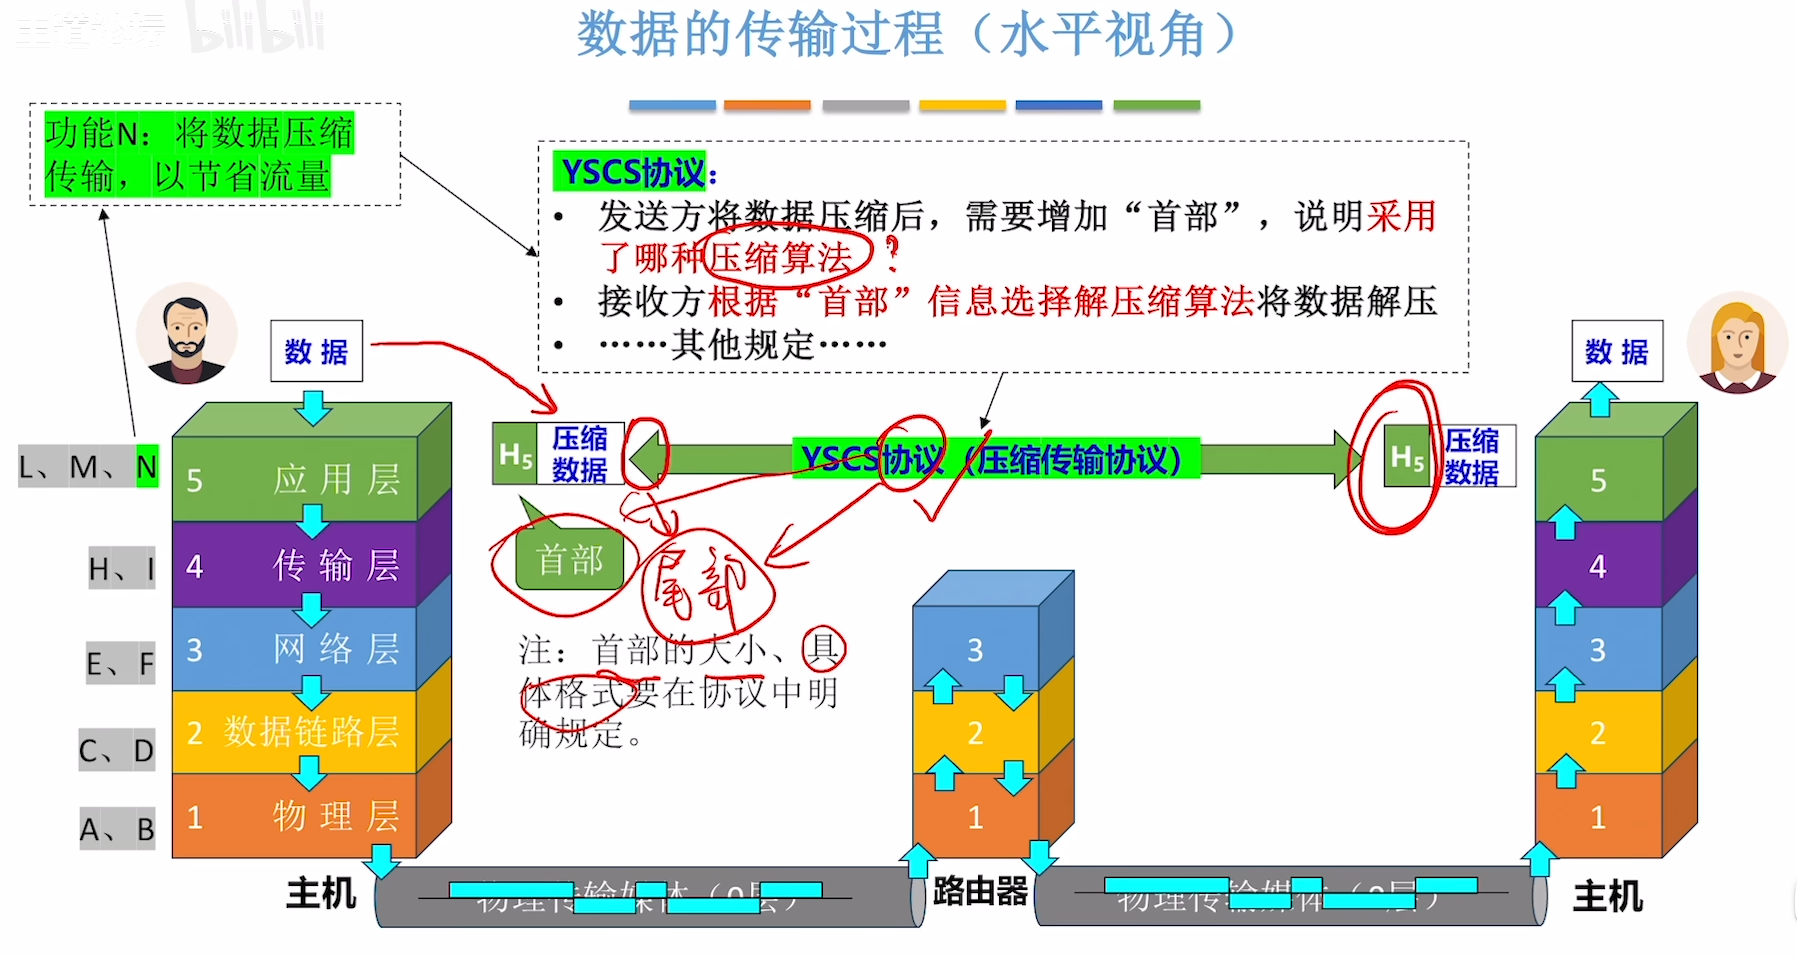 bilibili
数据的传输过程（水平视角）
功能N：将数据压缩
传输，以节省流量
YSCS协议：
• 发送方将数据压缩后，需要增加“首部”，说明采用
了哪种压缩算法 ?
• 接收方根据“首部”信息选择解压缩算法将数据解压
• ……其他规定……
数 据
数 据
H5 压缩
数据
YSCS协议（压缩传输协议）
H5 压缩
数据
首部
尾部
注：首部的大小、具
体格式要在协议中明
确规定。
L、M、N
5 应用层
H、I
4 传输层
E、F
3 网络层
C、D
2 数据链路层
A、B
1 物理层
3
2
1
5
4
3
2
1
主机
物理传输媒体（0层）
路由器
物理传输媒体（0层）
主机